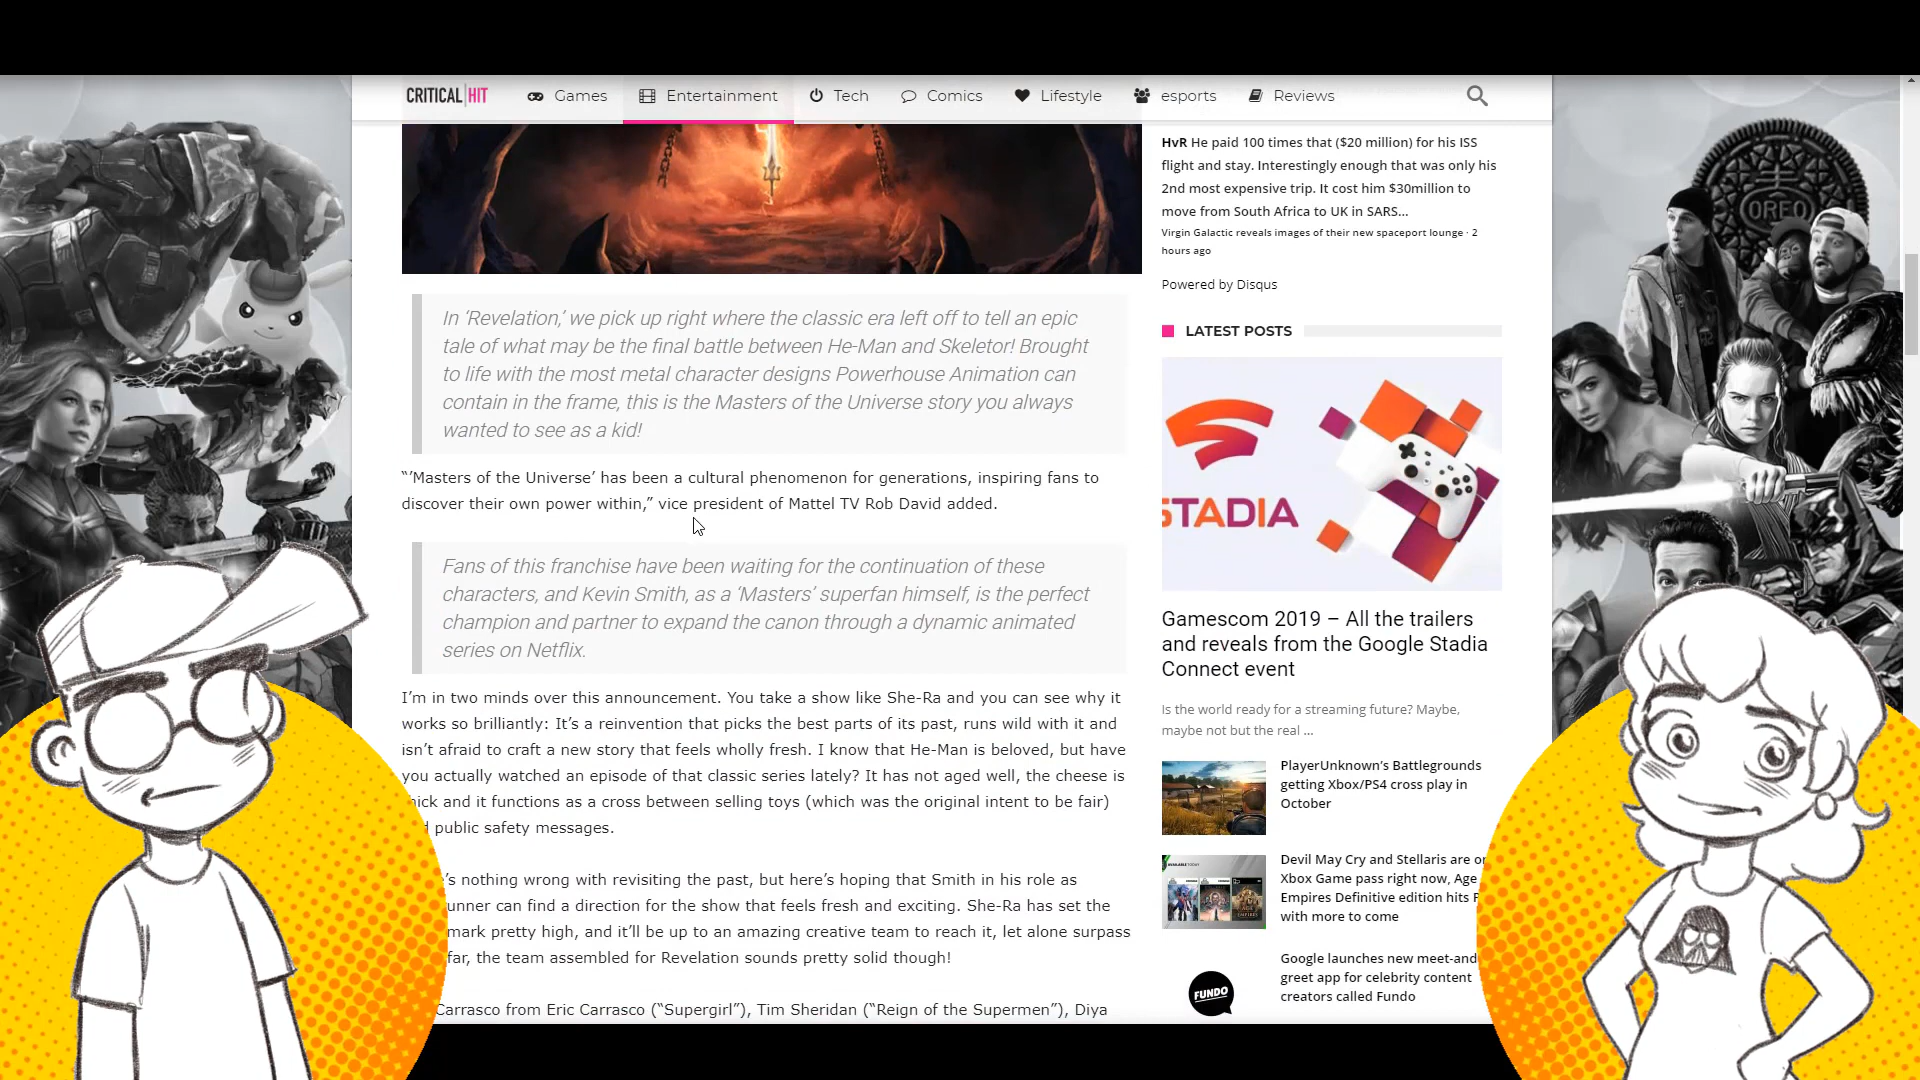 CRITICAL HIT Games Entertainment Tech Comics Lifestyle esports Reviews
In ‘Revelation,’ we pick up right where the classic era left off to tell an epic
tale of what may be the final battle between He-Man and Skeletor! Brought
to life with the most metal character designs Powerhouse Animation can
contain in the frame, this is the Masters of the Universe story you always
wanted to see as a kid!
“’Masters of the Universe’ has been a cultural phenomenon for generations, inspiring fans to
discover their own power within,” vice president of Mattel TV Rob David added.
Fans of this franchise have been waiting for the continuation of these
characters, and Kevin Smith, as a ‘Masters’ superfan himself, is the perfect
champion and partner to expand the canon through a dynamic animated
series on Netflix.
I’m in two minds over this announcement. You take a show like She-Ra and you can see why it
works so brilliantly: It’s a reinvention that picks the best parts of its past, runs wild with it and
isn’t afraid to craft a new story that feels wholly fresh. I know that He-Man is beloved, but have
you actually watched an episode of that classic series lately? It has not aged well, the cheese is
and it functions as a cross between selling toys (which was the original intent to be fair)
public safety messages.
’s nothing wrong with revisiting the past, but here’s hoping that Smith in his role as
can find a direction for the show that feels fresh and exciting. She-Ra has set the
mark pretty high, and it’ll be up to an amazing creative team to reach it, let alone surpass
far, the team assembled for Revelation sounds pretty solid though!
Carrasco from Eric Carrasco (“Supergirl”), Tim Sheridan (“Reign of the Supermen”), Diya
HvR He paid 100 times that ($20 million) for his ISS
flight and stay. Interestingly enough that was only his
2nd most expensive trip. It cost him $30million to
move from South Africa to UK in SARS...
Virgin Galactic reveals images of their new spaceport lounge · 2
hours ago
Powered by Disqus
LATEST POSTS
STADIA
Gamescom 2019 – All the trailers
and reveals from the Google Stadia
Connect event
Is the world ready for a streaming future? Maybe,
maybe not but the real ...
PlayerUnknown’s Battlegrounds
getting Xbox/PS4 cross play in
October
Devil May Cry and Stellaris are on
Xbox Game pass right now, Age
Empires Definitive edition hits
with more to come
FUNDO
Google launches new meet-and-
greet app for celebrity content
creators called Fundo
OREO